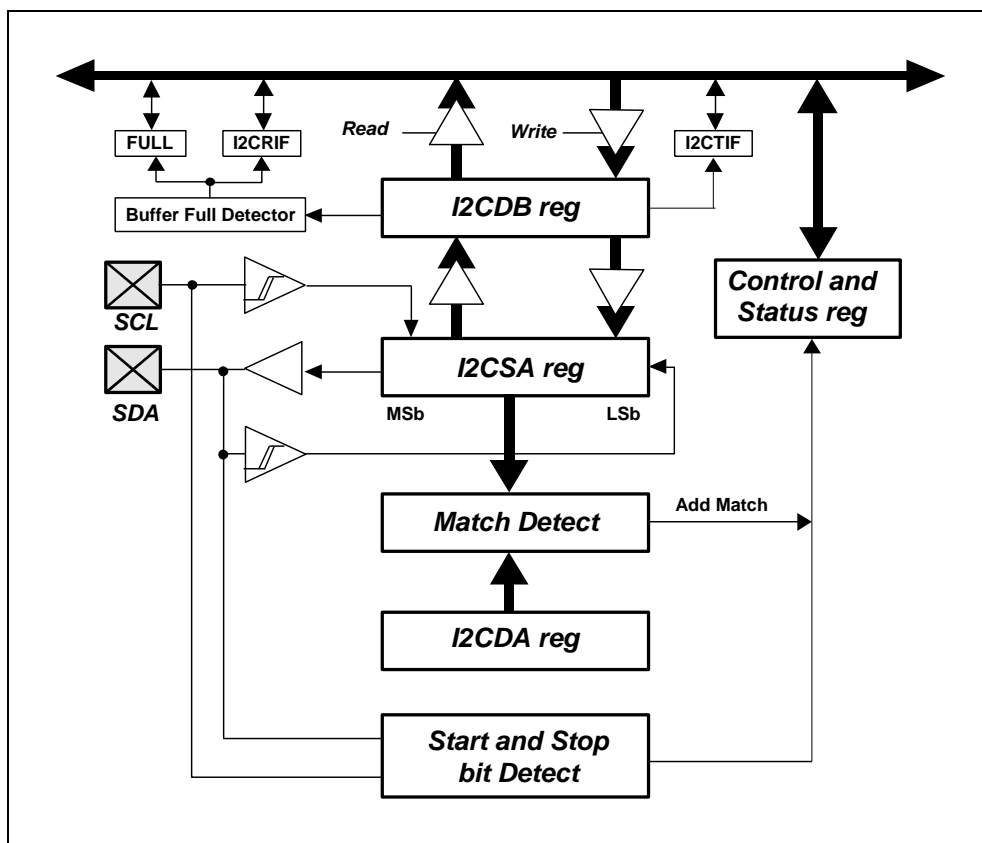 Read
Write
FULL
I2CRIF
I2CTIF
I2CDB reg
Buffer Full Detector
Control and
Status reg
SCL
I2CSA reg
SDA
MSb
LSb
Match Detect
Add Match
I2CDA reg
Start and Stop
bit Detect